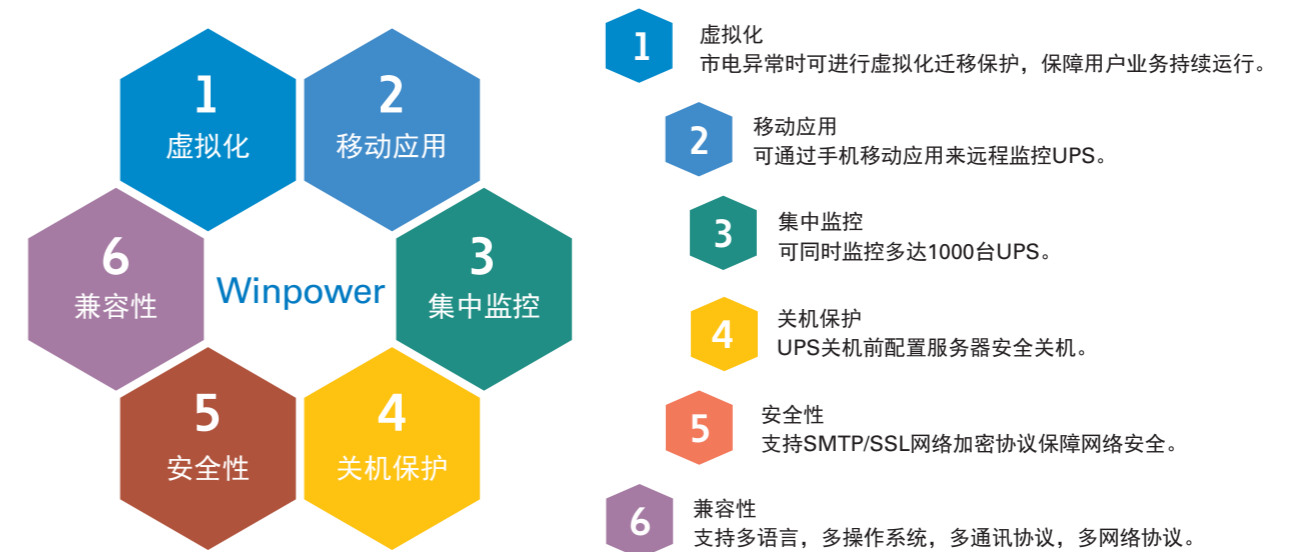 1
虚拟化
2
移动应用
6
兼容性
Winpower
3
集中监控
5
安全性
4
关机保护
1
虚拟化
市电异常时可进行虚拟化迁移保护，保障用户业务持续运行。
2
移动应用
可通过手机移动应用来远程监控UPS。
3
集中监控
可同时监控多达1000台UPS。
4
关机保护
UPS关机前配置服务器安全关机。
5
安全性
支持SMTP/SSL网络加密协议保障网络安全。
6
兼容性
支持多语言，多操作系统，多通讯协议，多网络协议。